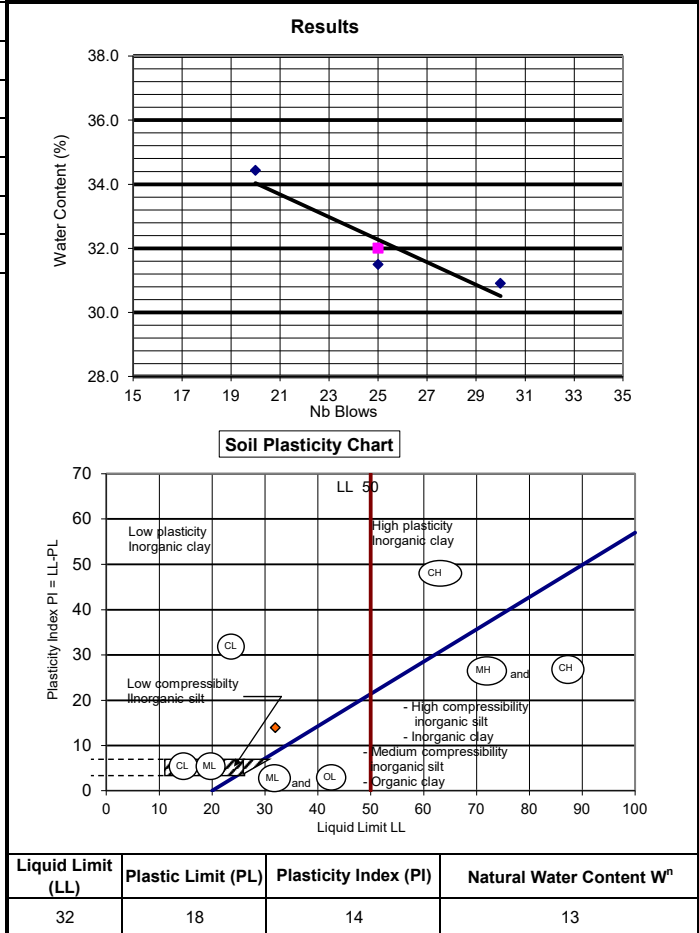 Results
38.0
36.0
34.0
32.0
30.0
28.0
Water Content (%)
15 17 19 21 23 25 27 29 31 33 35
Nb Blows
Soil Plasticity Chart
70
60
50
40
30
20
10
0
Plasticity Index PI = LL-PL
LL 50
Low plasticity
Inorganic clay
High plasticity
Inorganic clay
CH
CL
Low compressibilty
IInorganic silt
MH and CH
- High compressibility
inorganic silt
- Inorganic clay
- Medium compressibility
inorganic silt
- Organic clay
CL ML
ML and OL
0 10 20 30 40 50 60 70 80 90 100
Liquid Limit LL
Liquid Limit (LL) Plastic Limit (PL) Plasticity Index (PI) Natural Water Content Wⁿ
32 18 14 13